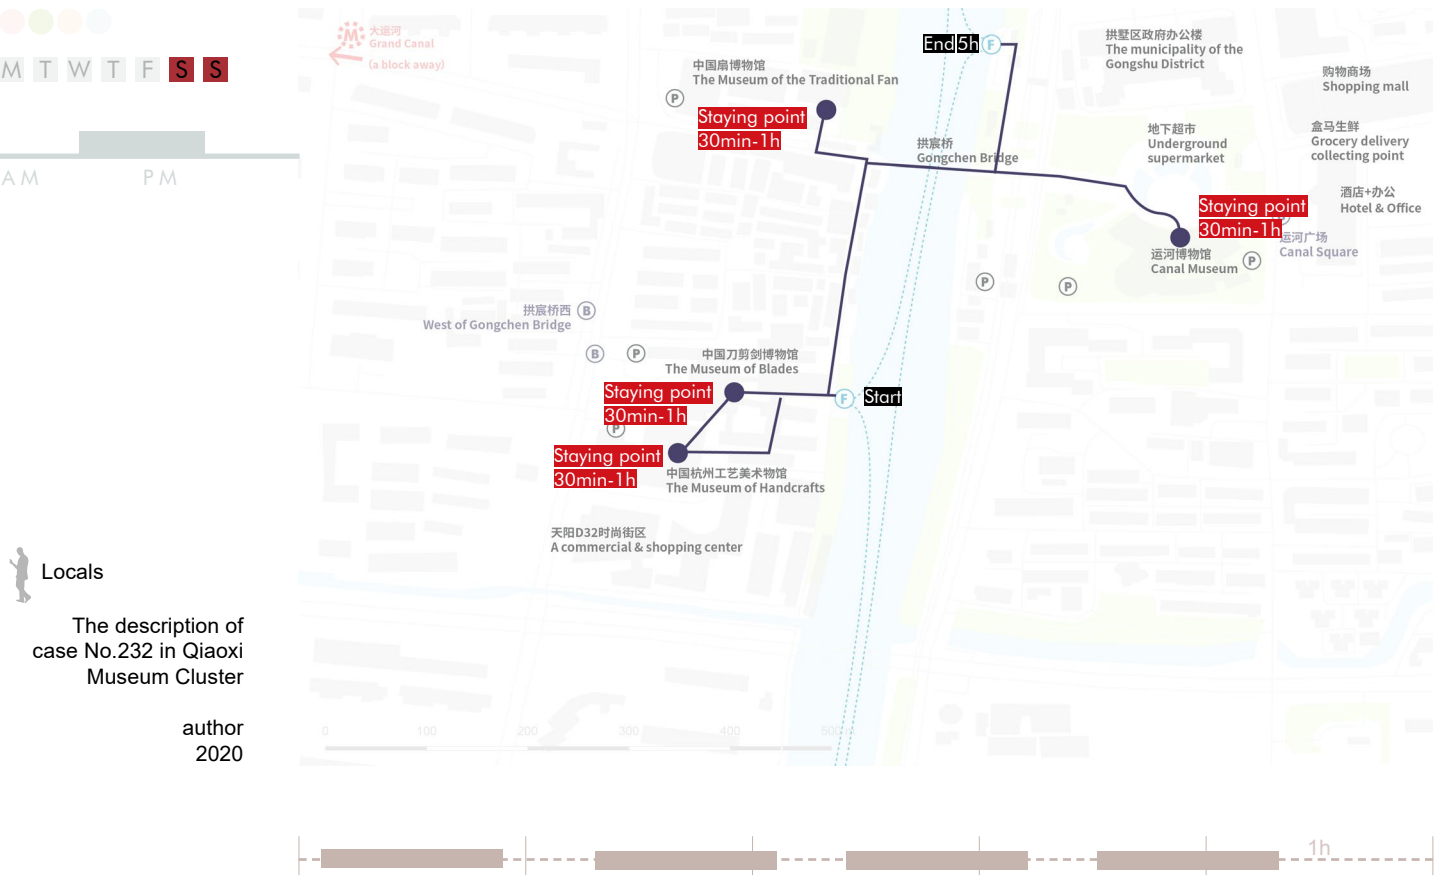 M T W T F S S
AM PM
大运河
Grand Canal
(a block away)
End 5h F
中国扇博物馆
The Museum of the Traditional Fan
P
Staying point
30min-1h
拱墅区政府办公楼
The municipality of the
Gongshu District
购物商场
Shopping mall
地下超市
Underground
supermarket
盒马生鲜
Grocery delivery
collecting point
拱宸桥
Gongchen Bridge
酒店+办公
Hotel & Office
Staying point
30min-1h
运河广场
Canal Square
运河博物馆
Canal Museum
P
P
P
拱宸桥西 B
West of Gongchen Bridge
B P
中国刀剪剑博物馆
The Museum of Blades
Staying point
30min-1h
F Start
P
Staying point
30min-1h
中国杭州工艺美术物馆
The Museum of Handcrafts
天阳D32时尚街区
A commercial & shopping center
Locals
The description of
case No.232 in Qiaoxi
Museum Cluster
author
2020
0 100 200 300 400 500
1h